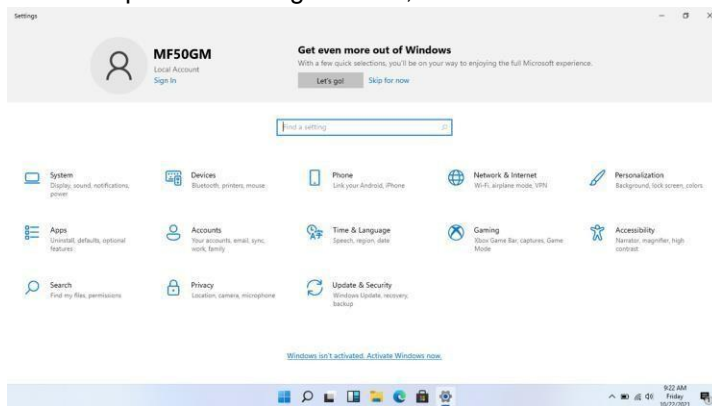 Settings
MF50GM
Local Account
Sign In
Get even more out of Windows
With a few quick selections, you'll be on your way to enjoying the full Microsoft experience.
Let's go!
Skip for now
Find a setting
System
Display, sound, notifications,
power
Devices
Bluetooth, printers, mouse
Phone
Link your Android, iPhone
Network & Internet
Wi-Fi, airplane mode, VPN
Personalization
Background, lock screen, colors
Apps
Uninstall, defaults, optional
features
Accounts
Your accounts, email, sync,
work, family
Time & Language
Speech, region, date
Gaming
Xbox Game Bar, captures, Game
Mode
Accessibility
Narrator, magnifier, high
contrast
Search
Find my files, permissions
Privacy
Location, camera, microphone
Update & Security
Windows Update, recovery,
backup
Windows isn't activated. Activate Windows now.
9:22 AM
Friday
10/22/2021